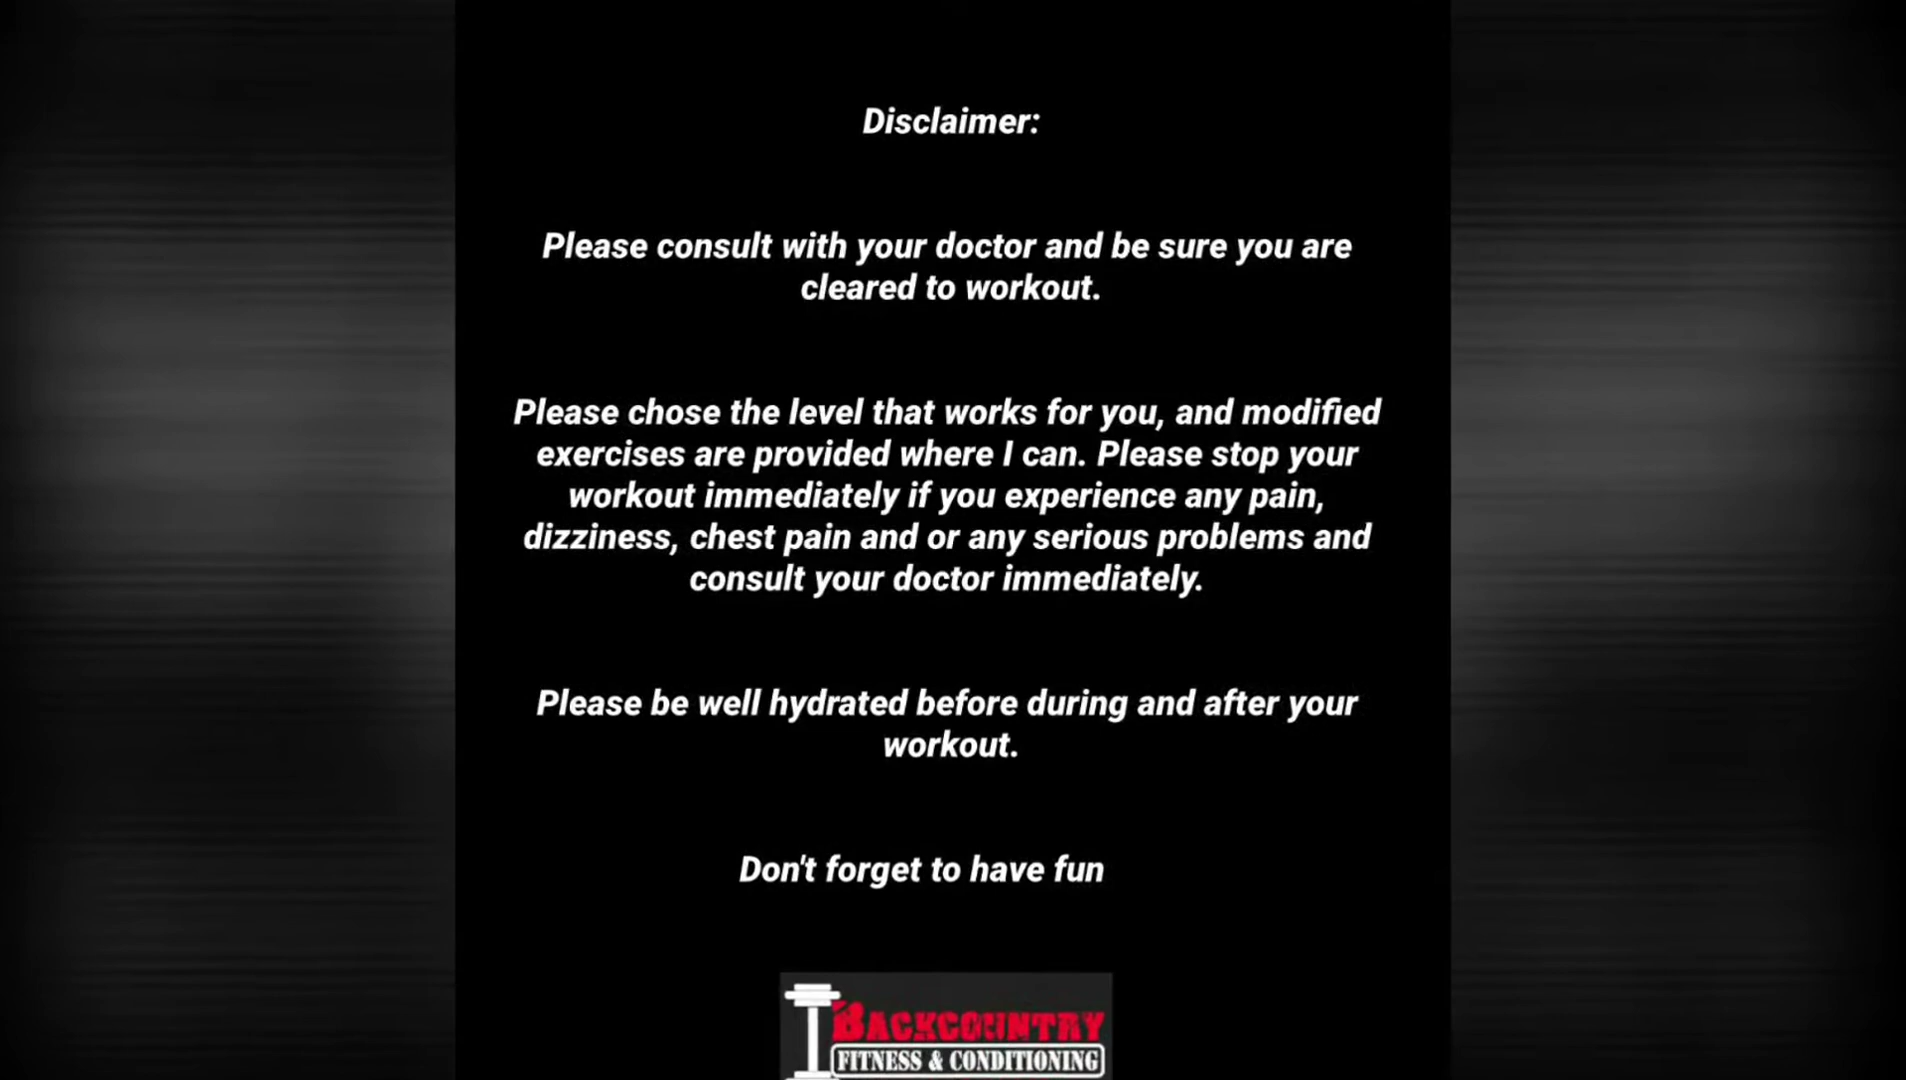 Disclaimer:
Please consult with your doctor and be sure you are
cleared to workout.
Please chose the level that works for you, and modified
exercises are provided where I can. Please stop your
workout immediately if you experience any pain,
dizziness, chest pain and or any serious problems and
consult your doctor immediately.
Please be well hydrated before during and after your
workout.
Don't forget to have fun
BACKCOUNTRY
FITNESS & CONDITIONING